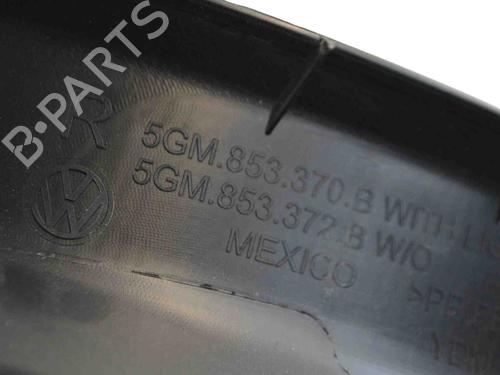 B-PARTS
R
5GM.853.370.B WITH
5GM.853.372.B W/O
MEXICO